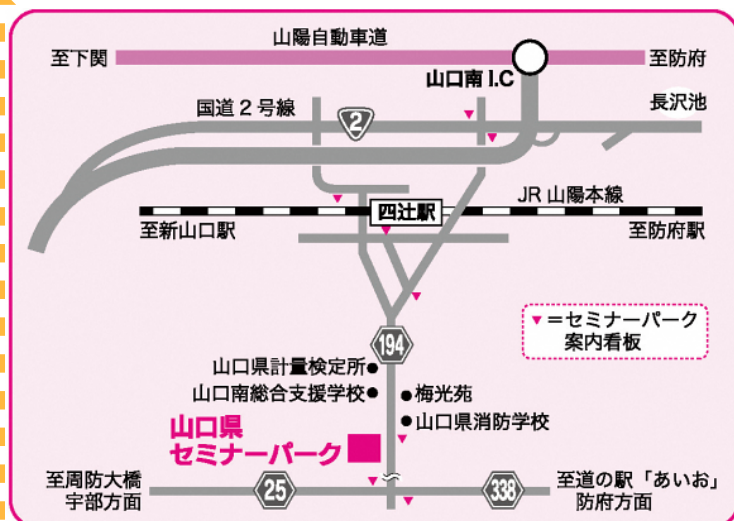 山陽自動車道
至下関
至防府
山口南I.C
国道2号線
2
長沢池
JR山陽本線
四辻駅
至新山口駅
至防府駅
▼=セミナーパーク
案内看板
194
山口県計量検定所●
山口南総合支援学校●
●梅光苑
●山口県消防学校
山口県
セミナーパーク
至周防大橋
宇部方面
25
338
至道の駅「あいお」
防府方面